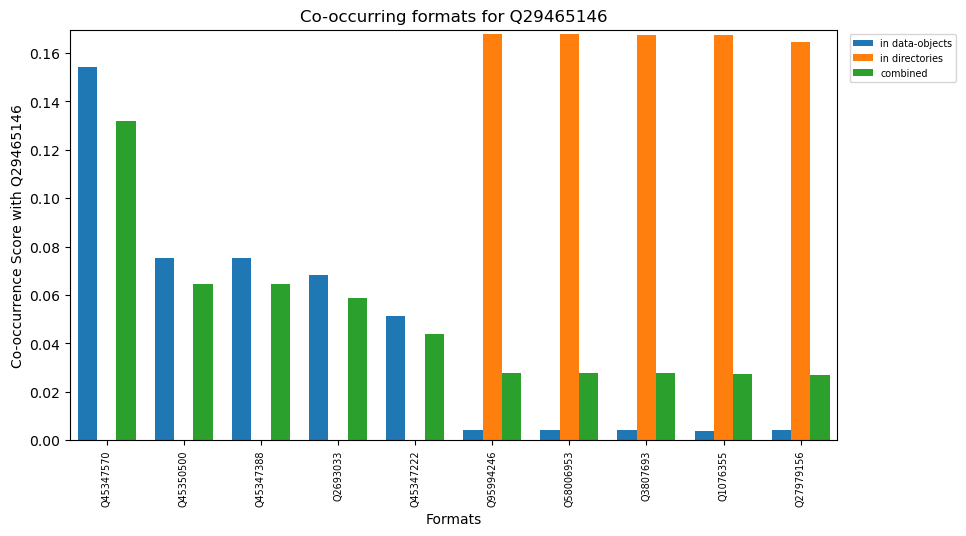 Co-occurring formats for Q29465146
in data-objects
in directories
combined
Co-occurrence Score with Q29465146
0.16
0.14
0.12
0.10
0.08
0.06
0.04
0.02
0.00
Q45347570
Q45350500
Q45347388
Q2693033
Q45347222
Q95994246
Q58006953
Q3807693
Q1076355
Q27979156
Formats